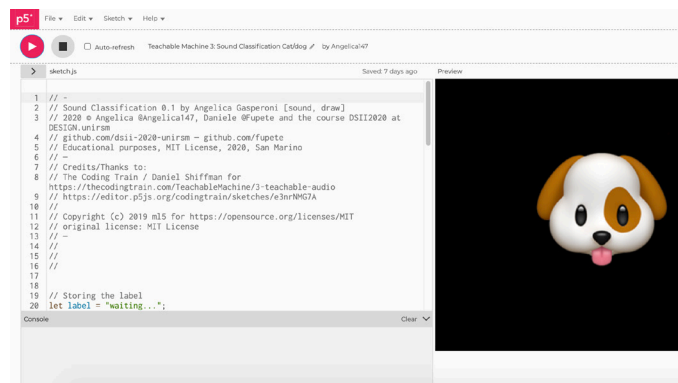 p5*
File Edit Sketch Help
Auto-refresh Teachable Machine 3: Sound Classification Cat/dog by Angelica147
sketch.js Saved: 7 days ago Preview
1 // -
2 // Sound Classification 0.1 by Angelica Gasperoni [sound, draw]
3 // 2020 © Angelica @Angelica147, Daniele @Fupete and the course DSII2020 at
DESIGN.unirsm
4 // github.com/dsii-2020-unirsm — github.com/fupete
5 // Educational purposes, MIT License, 2020, San Marino
6 // —
7 // Credits/Thanks to:
8 // The Coding Train / Daniel Shiffman for
https://thecodingtrain.com/TeachableMachine/3-teachable-audio
9 // https://editor.p5js.org/codingtrain/sketches/e3nrNMG7A
10 //
11 // Copyright (c) 2019 ml5 for https://opensource.org/licenses/MIT
12 // original license: MIT License
13 // —
14 //
15 //
16 //
17
18
19 // Storing the label
20 let label = "waiting...";
Console Clear